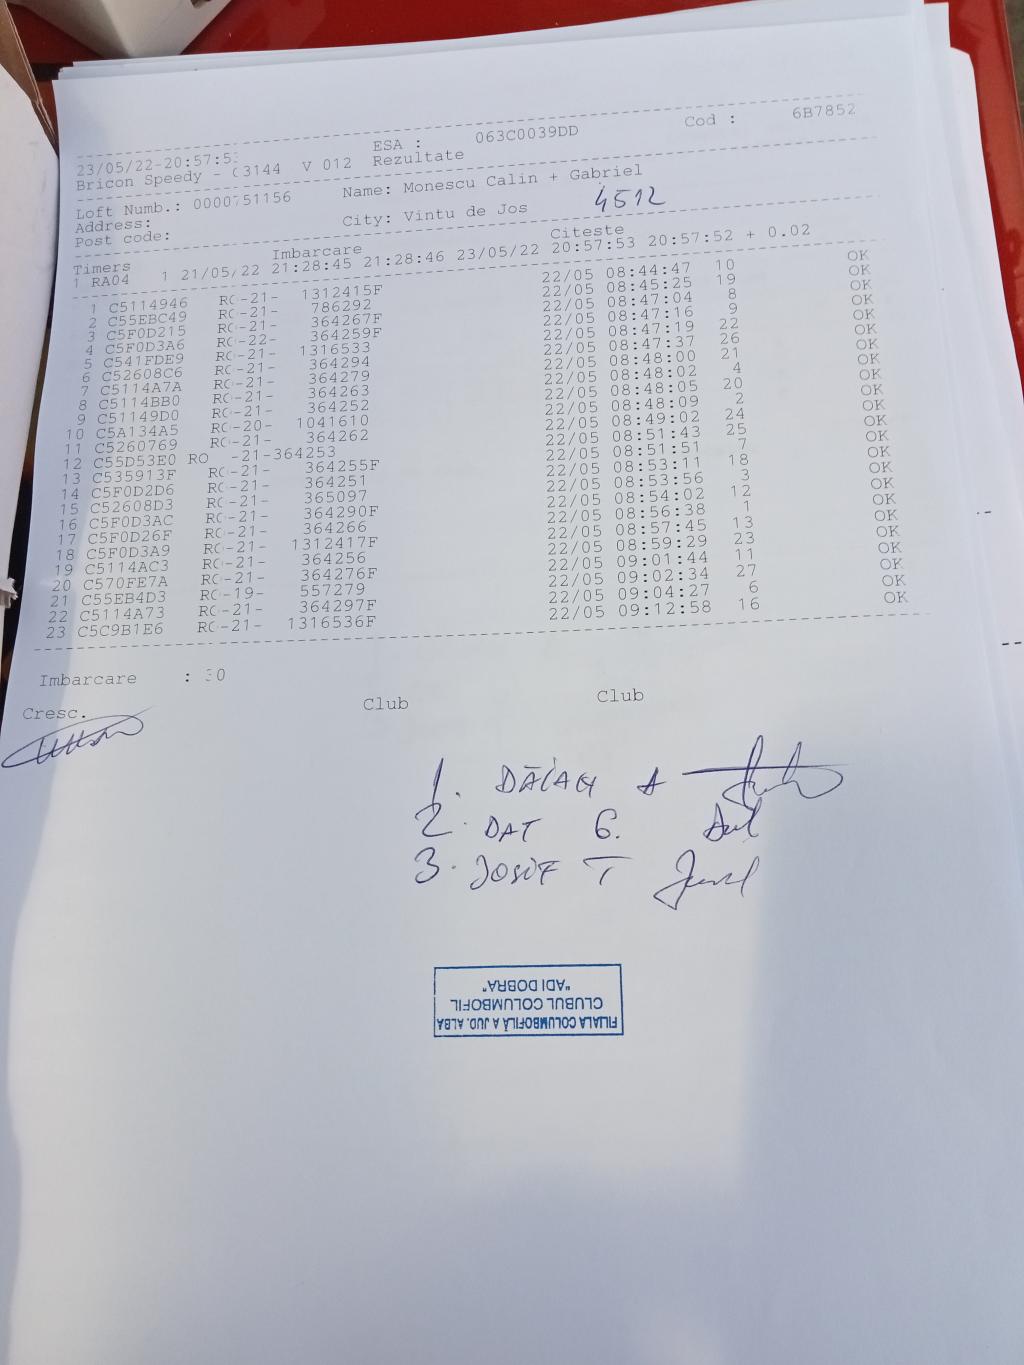 23/05/22-20:57:53 ESA : 063C0039DD Cod : 6B7852
Bricon Speedy - 03144 V 012 Rezultate
Loft Numb.: 0000751156 Name: Monescu Calin + Gabriel
Address:
Post code: City: Vintu de Jos 4512
Timers Imbarcare Citeste
1 RA04 1 21/05/22 21:28:45 21:28:46 23/05/22 20:57:53 20:57:52 + 0.02
1 C5114946 RO-21- 1312415F 22/05 08:44:47 10 OK
2 C55EBC49 RO-21- 786292 22/05 08:45:25 19 OK
3 C5F0D215 RO-21- 364267F 22/05 08:47:04 8 OK
4 C5F0D3A6 RO-22- 364259F 22/05 08:47:16 9 OK
5 C541FDE9 RO-21- 1316533 22/05 08:47:19 22 OK
6 C52608C6 RO-21- 364294 22/05 08:47:37 26 OK
7 C5114A7A RO-21- 364279 22/05 08:48:00 21 OK
8 C5114BB0 RO-21- 364263 22/05 08:48:02 4 OK
9 C51149D0 RO-21- 364252 22/05 08:48:05 20 OK
10 C5A134A5 RO-20- 1041610 22/05 08:48:09 2 OK
11 C5260769 RO-21- 364262 22/05 08:49:02 24 OK
12 C55D53E0 RO -21-364253 22/05 08:51:43 25 OK
13 C535913F RO-21- 364255F 22/05 08:51:51 7 OK
14 C5F0D2D6 RO-21- 364251 22/05 08:53:11 18 OK
15 C52608D3 RO-21- 365097 22/05 08:53:56 3 OK
16 C5F0D3AC RO-21- 364290F 22/05 08:54:02 12 OK
17 C5F0D26F RO-21- 364266 22/05 08:56:38 1 OK
18 C5F0D3A9 RO-21- 1312417F 22/05 08:57:45 13 OK
19 C5114AC3 RO-21- 364256 22/05 08:59:29 23 OK
20 C570FE7A RO-21- 364276F 22/05 09:01:44 11 OK
21 C55EB4D3 RO-19- 557279 22/05 09:02:34 27 OK
22 C5114A73 RO-21- 364297F 22/05 09:04:27 6 OK
23 C5C9B1E6 RO-21- 1316536F 22/05 09:12:58 16 OK
Imbarcare : 30
Cresc. Club Club
1.
2. DAT G.
3. JOSIF T
FILIALA COLUMBOFILĂ A JUD. ALBA
CLUBUL COLUMBOFIL
"ADI DOBRA"